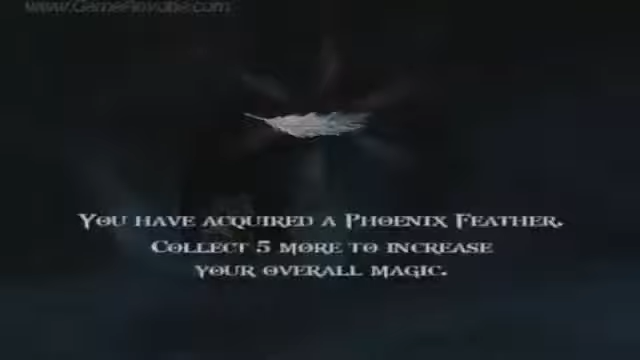 You have acquired a Phoenix Feather.
Collect 5 more to increase
your overall magic.